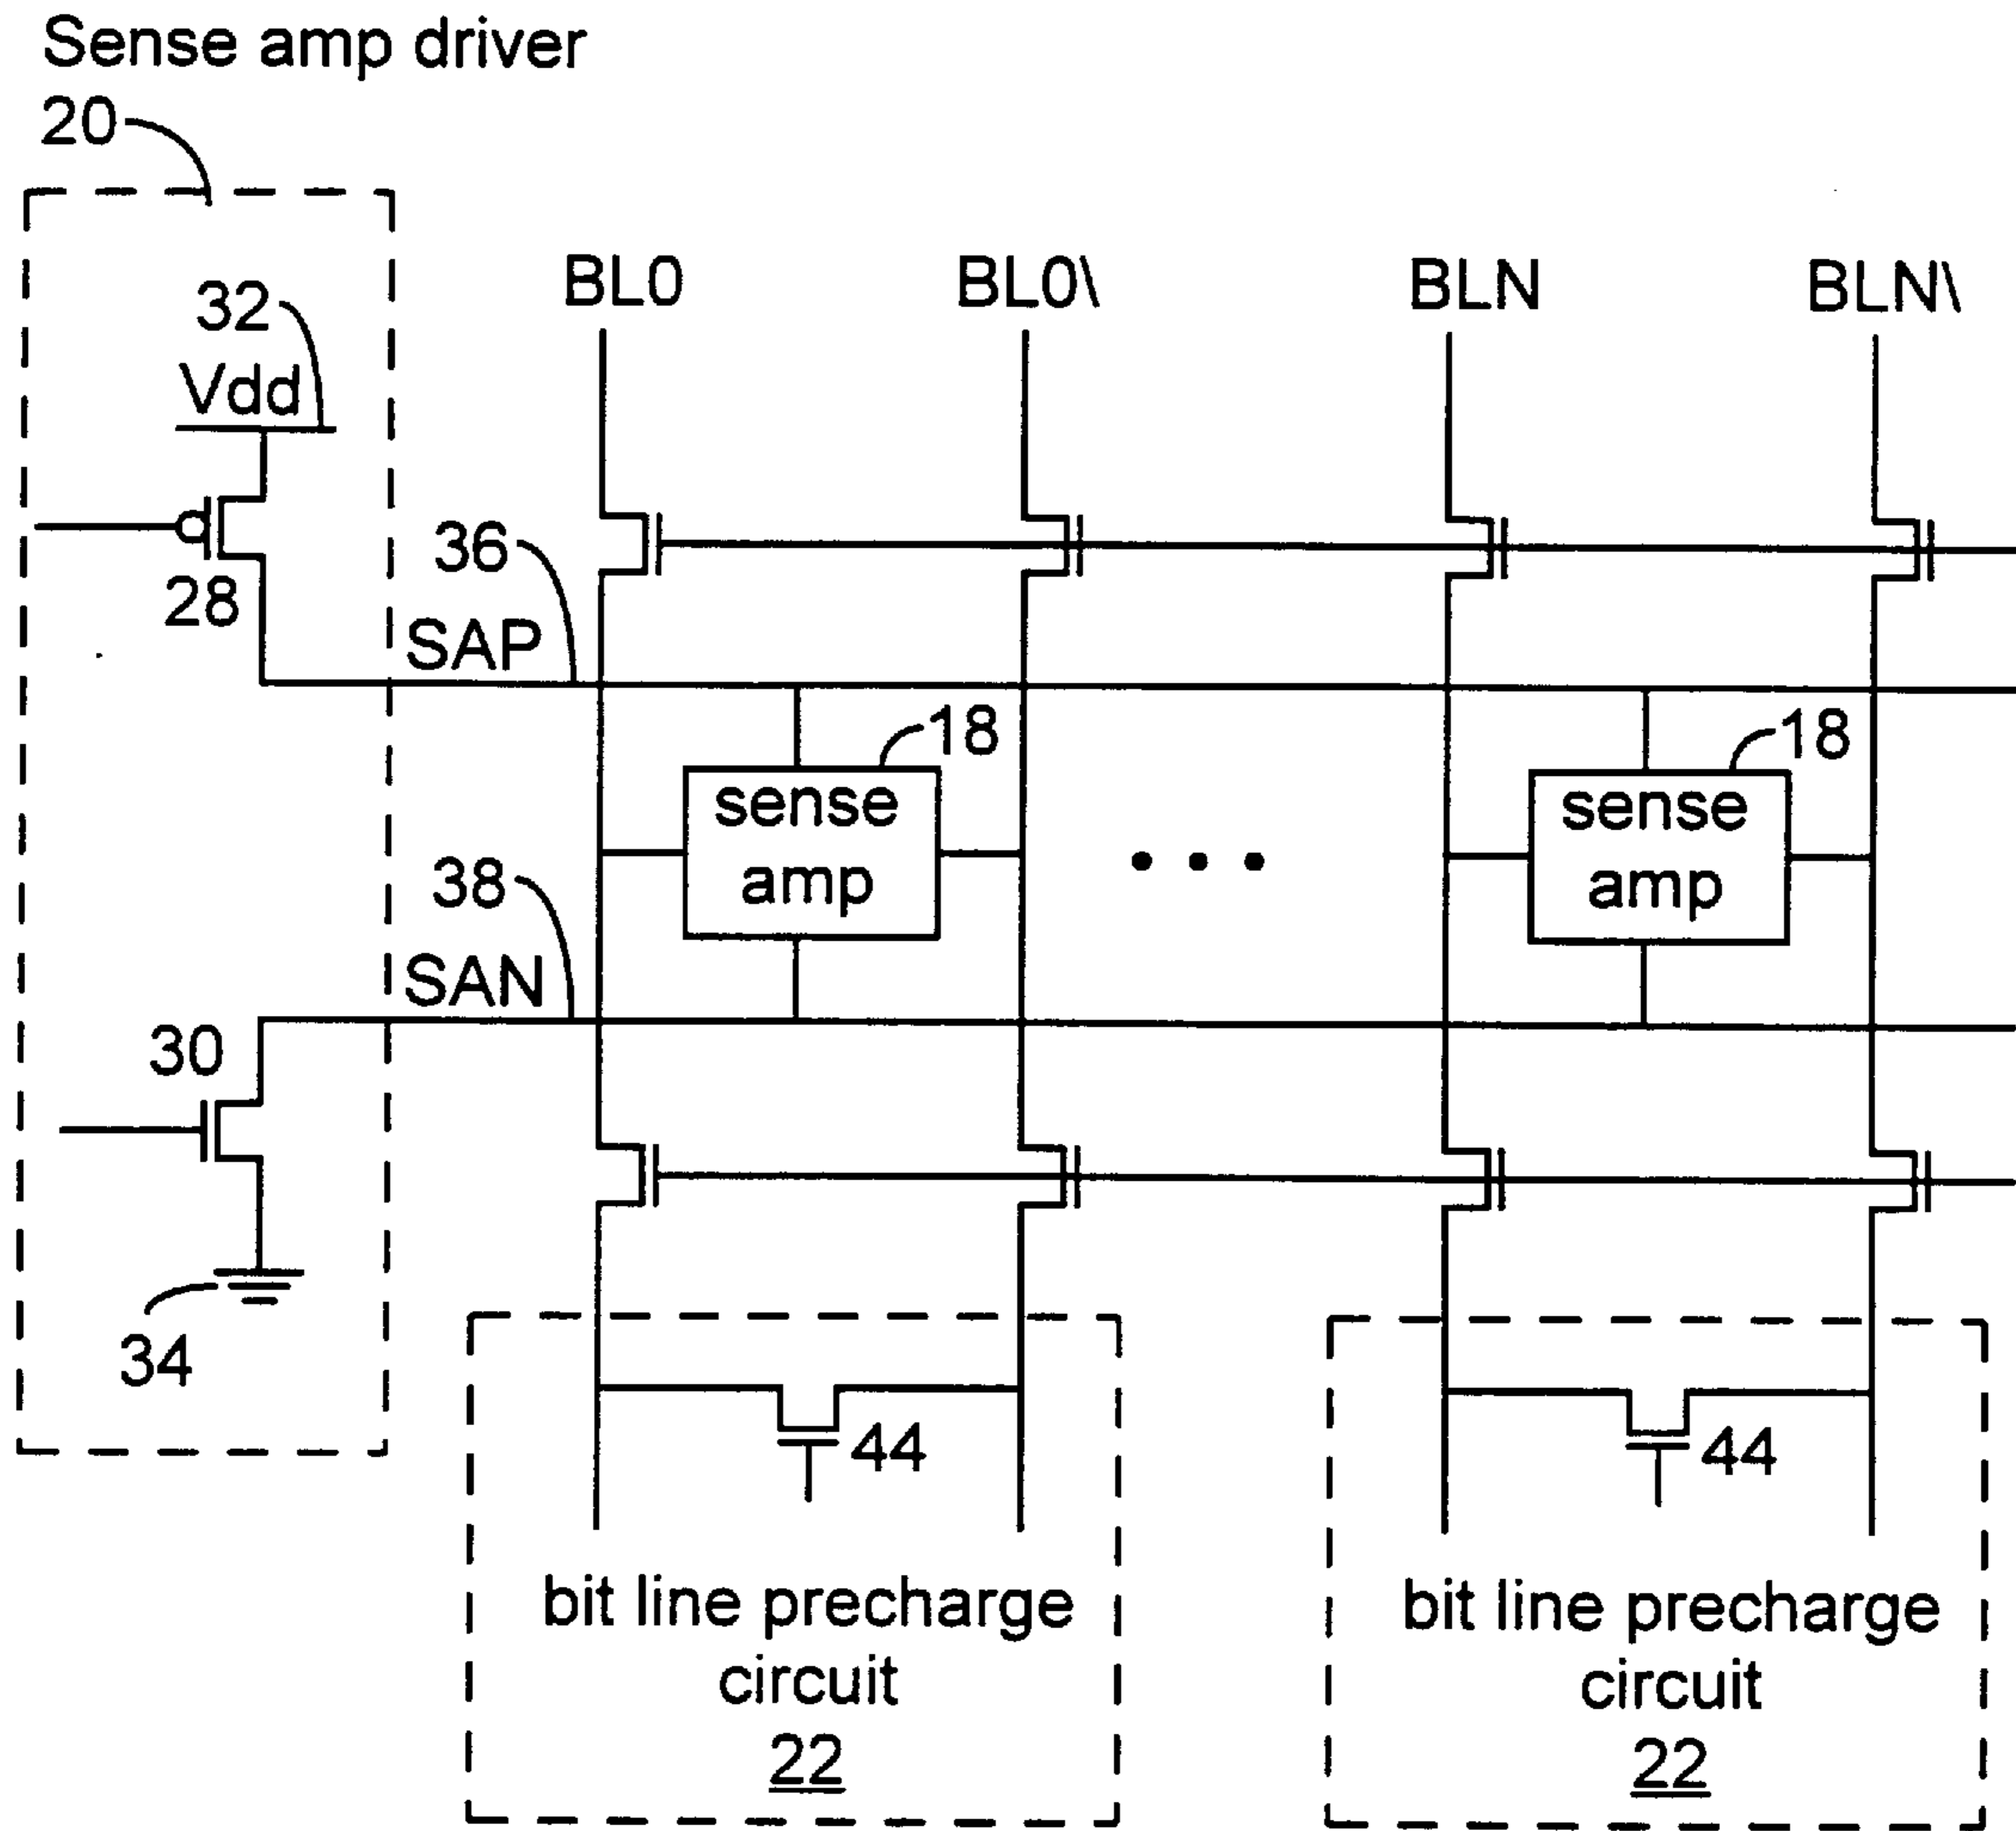 Sense amp driver
20
BL0
BL0\
BLN
BLN\
32
Vdd
36
28
SAP
18
18
sense
amp
sense
amp
38
SAN
30
34
44
44
bit line precharge
circuit
22
bit line precharge
circuit
22